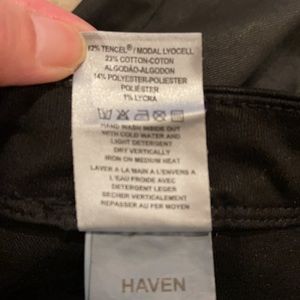 62% TENCEL® / MODAL LYOCELL
23% COTTON-COTON
ALGODÃO-ALGODON
14% POLYESTER-POLIESTER
POLIÉSTER
1% LYCRA
HAND WASH INSIDE OUT
WITH COLD WATER AND
LIGHT DETERGENT
DRY VERTICALLY
IRON ON MEDIUM HEAT
LAVER A LA MAIN A L'ENVERS A
L'EAU FROIDE AVEC
DETERGENT LEGER
SECHER VERTICALEMENT
REPASSER AU FER MOYEN
HAVEN